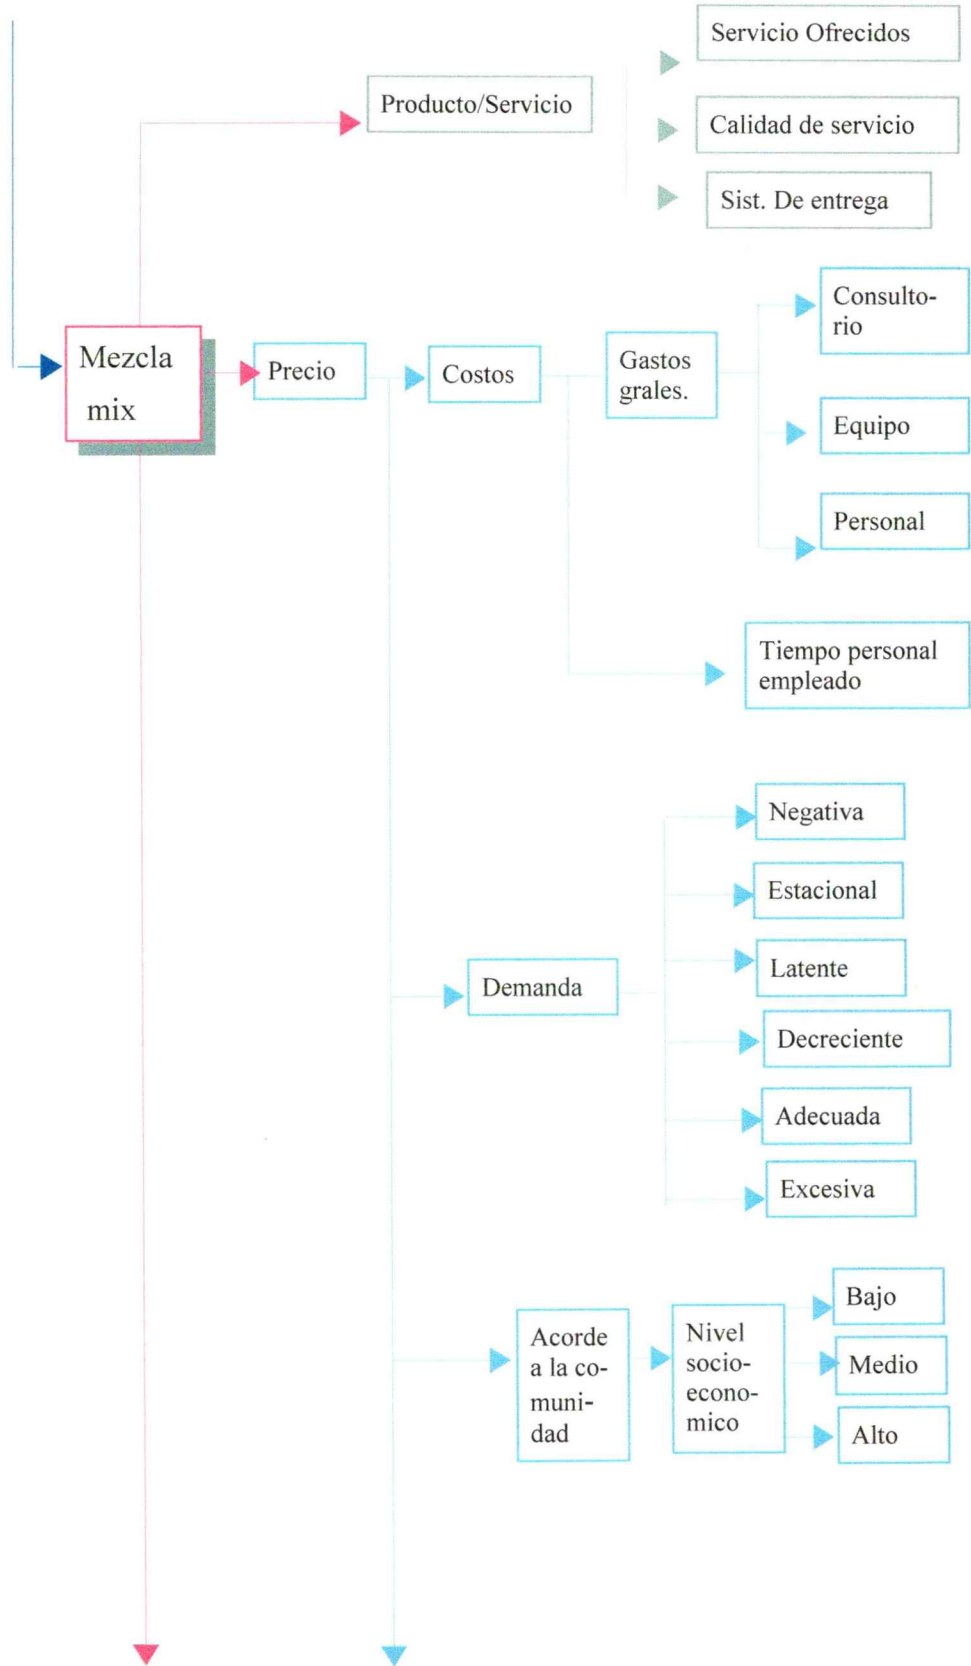 Servicio Ofrecidos
Producto/Servicio
Calidad de servicio
Sist. De entrega
Mezcla
mix
Precio
Costos
Gastos
grales.
Consulto-
rio
Equipo
Personal
Tiempo personal
empleado
Demanda
Negativa
Estacional
Latente
Decreciente
Adecuada
Excesiva
Acorde
a la co-
muni-
dad
Nivel
socio-
econo-
mico
Bajo
Medio
Alto